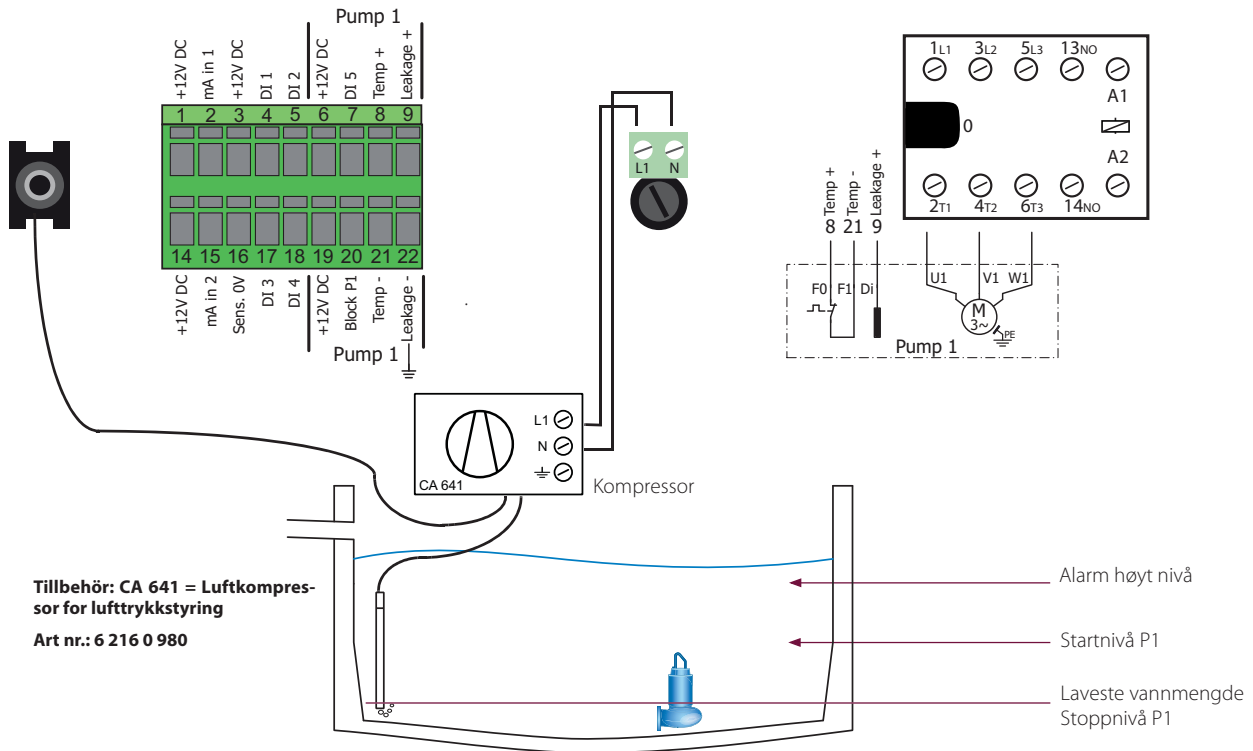 Pump 1
+12V DC
mA in 1
+12V DC
DI 1
DI 2
+12V DC
DI 5
Temp +
Leakage +
1 2 3 4 5 6 7 8 9
14 15 16 17 18 19 20 21 22
+12V DC
mA in 2
Sens. 0V
DI 3
DI 4
+12V DC
Block P1
Temp -
Leakage -
Pump 1
L1 N
1L1 3L2 5L3 13NO
A1
0
A2
2T1 4T2 6T3 14NO
Temp +
Temp -
Leakage +
8 21 9
F0 F1 Di
U1 V1 W1
M
3~
PE
Pump 1
L1
N
CA 641
Kompressor
Tillbehör: CA 641 = Luftkompres-
sor for lufttrykkstyring
Art nr.: 6 216 0 980
Alarm høyt nivå
Startnivå P1
Laveste vannmengde
Stoppnivå P1